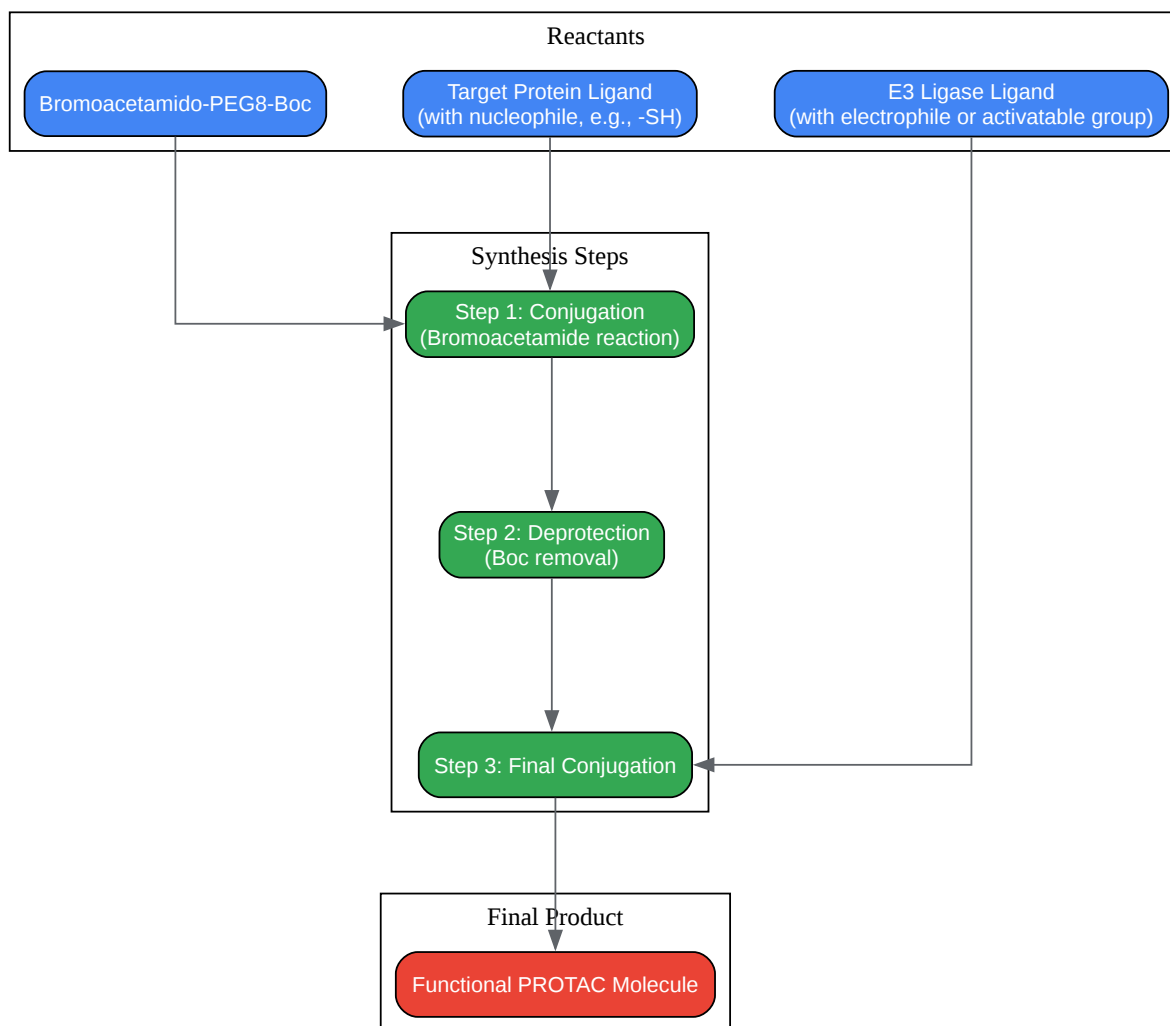 Reactants
Bromoacetamido-PEG8-Boc
Target Protein Ligand
(with nucleophile, e.g., -SH)
E3 Ligase Ligand
(with electrophile or activatable group)
Synthesis Steps
Step 1: Conjugation
(Bromoacetamide reaction)
Step 2: Deprotection
(Boc removal)
Step 3: Final Conjugation
Final Product
Functional PROTAC Molecule